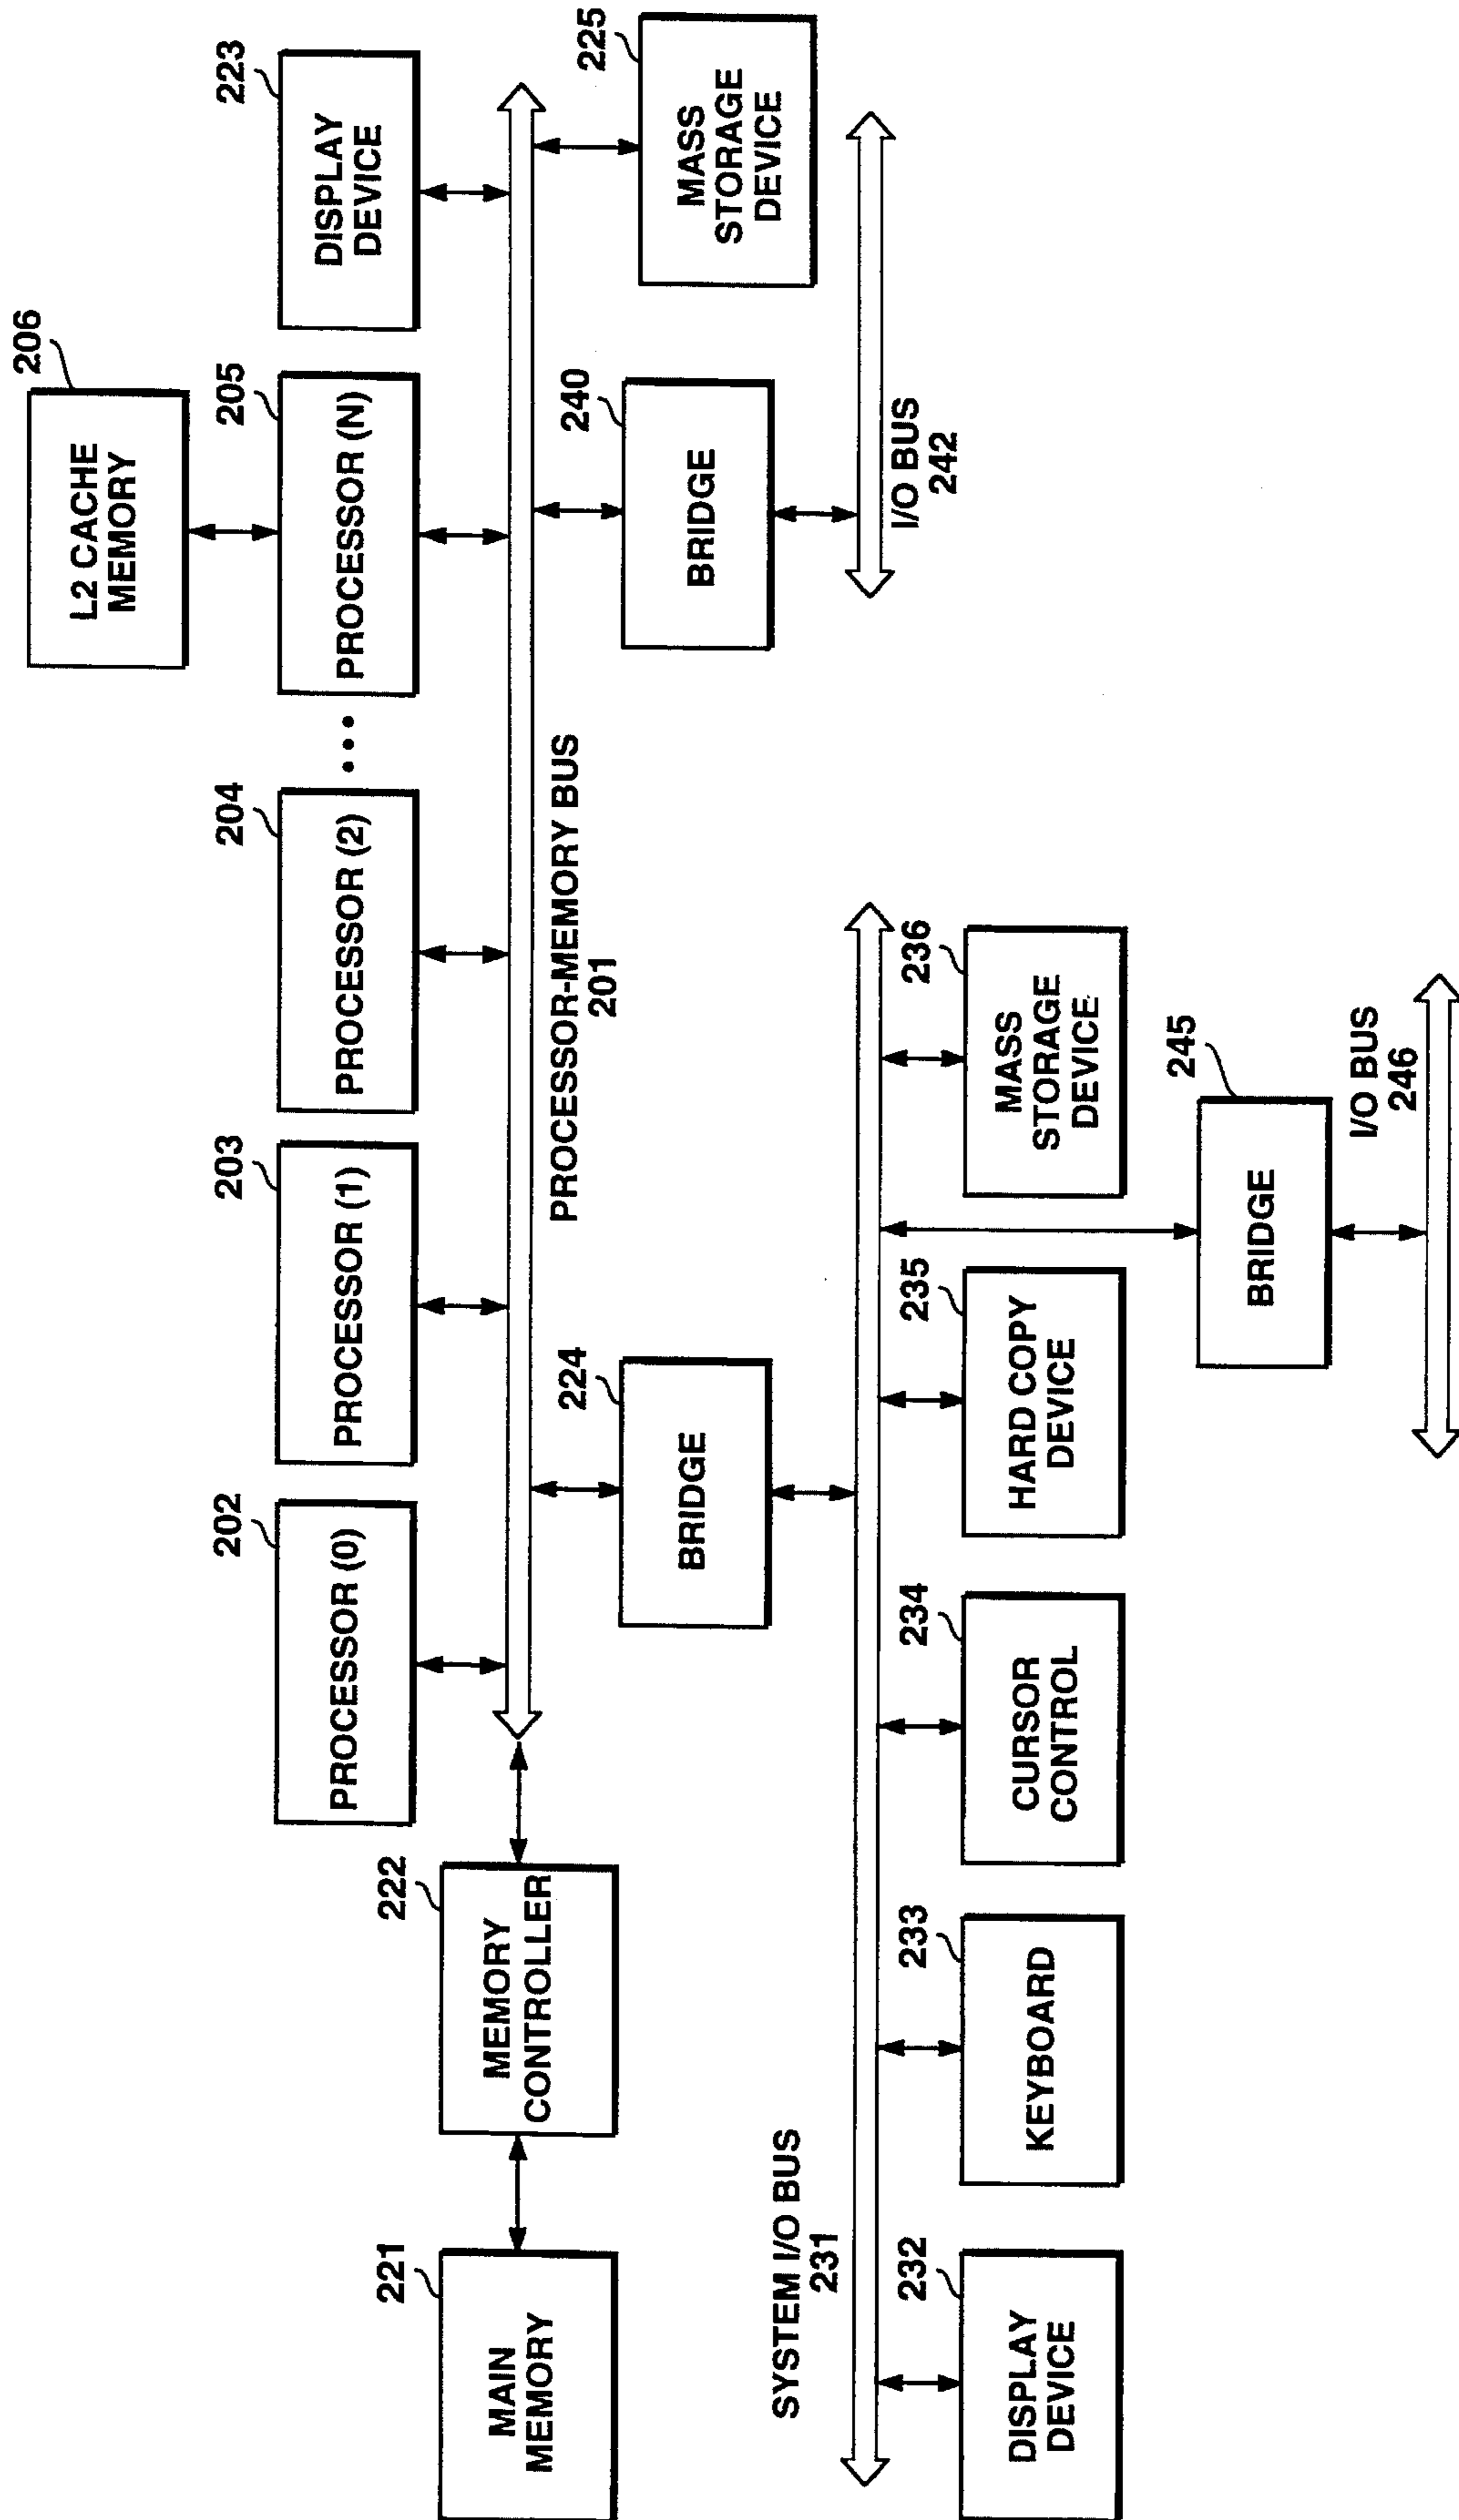 206
L2 CACHE
MEMORY
202
PROCESSOR (0)
203
PROCESSOR (1)
204
PROCESSOR (2)
• • •
205
PROCESSOR (N)
223
DISPLAY
DEVICE
221
MAIN
MEMORY
222
MEMORY
CONTROLLER
PROCESSOR-MEMORY BUS
201
224
BRIDGE
240
BRIDGE
225
MASS
STORAGE
DEVICE
SYSTEM I/O BUS
231
I/O BUS
242
232
DISPLAY
DEVICE
233
KEYBOARD
234
CURSOR
CONTROL
235
HARD COPY
DEVICE
236
MASS
STORAGE
DEVICE
245
BRIDGE
I/O BUS
246